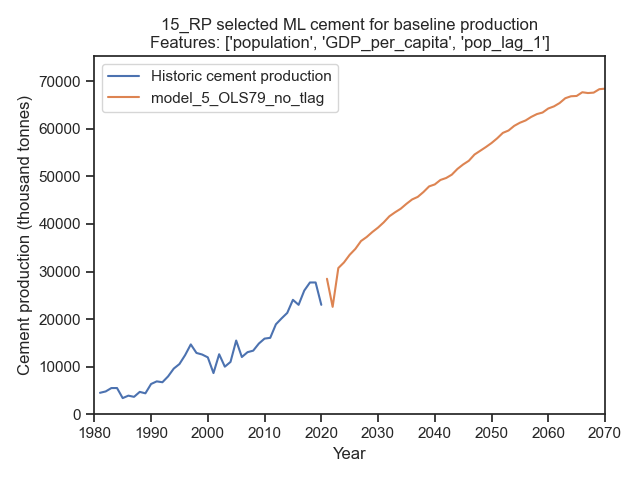 15_RP selected ML cement for baseline production
Features: ['population', 'GDP_per_capita', 'pop_lag_1']
Historic cement production
model_5_OLS79_no_tlag
Cement production (thousand tonnes)
70000
60000
50000
40000
30000
20000
10000
0
1980 1990 2000 2010 2020 2030 2040 2050 2060 2070
Year